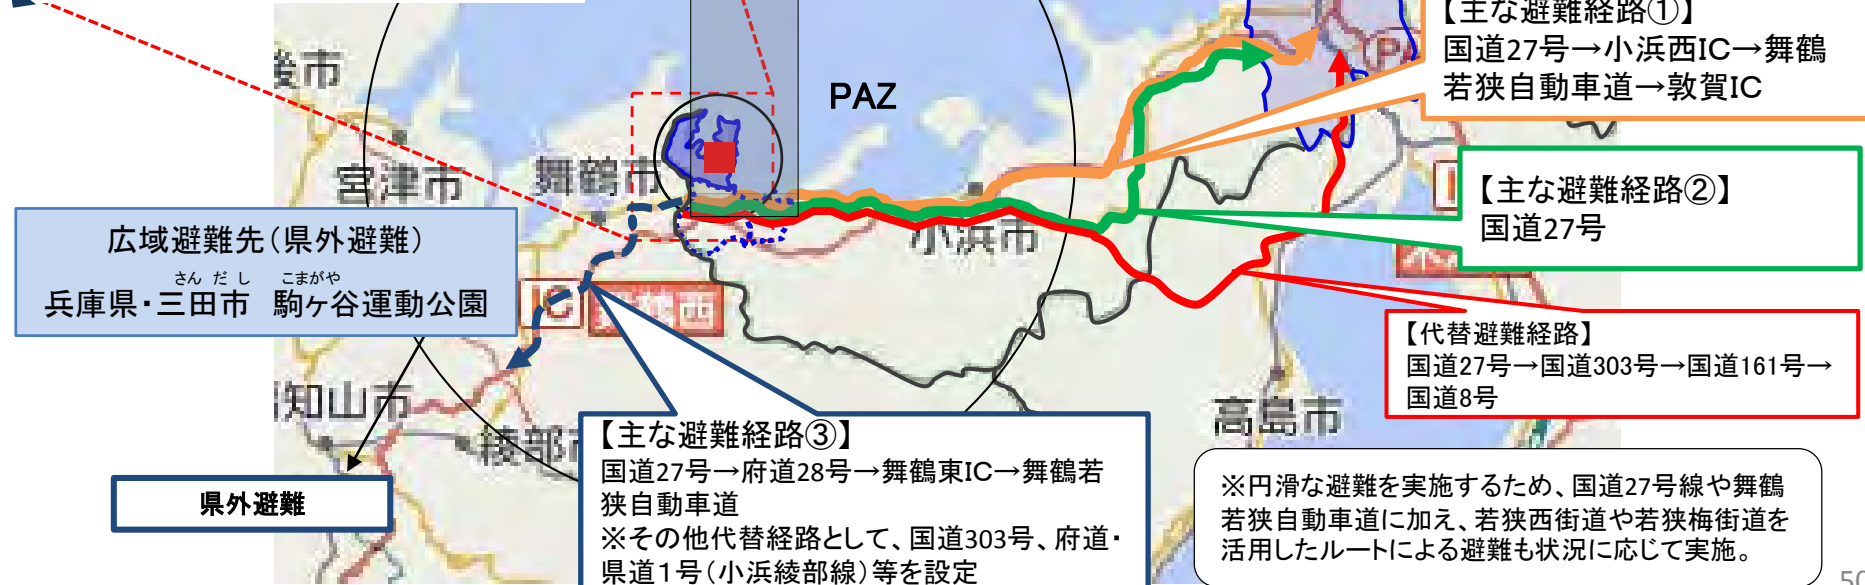 【主な避難経路①】
国道27号→小浜西IC→舞鶴
若狭自動車道→敦賀IC
PAZ
宮津市
舞鶴市
小浜市
【主な避難経路②】
国道27号
広域避難先(県外避難)
さんだし こまがや
兵庫県・三田市 駒ヶ谷運動公園
IC
西
【代替避難経路】
国道27号→国道303号→国道161号→
国道8号
知山市
綾部
高島市
県外避難
【主な避難経路③】
国道27号→府道28号→舞鶴東IC→舞鶴若
狭自動車道
※その他代替経路として、国道303号、府道・
県道1号(小浜綾部線)等を設定
※円滑な避難を実施するため、国道27号線や舞鶴
若狭自動車道に加え、若狭西街道や若狭梅街道を
活用したルートによる避難も状況に応じて実施。